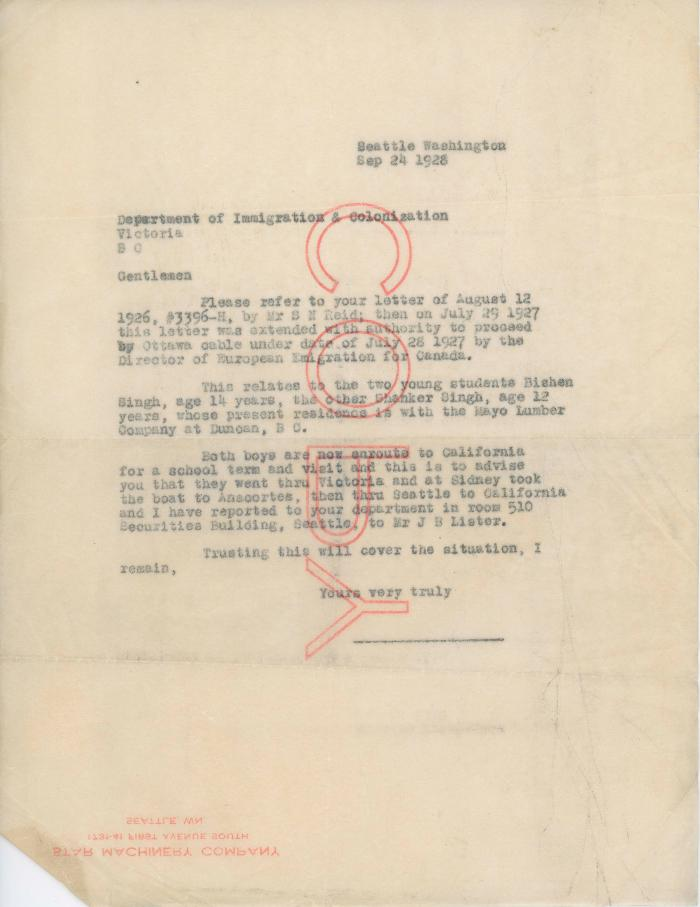 Seattle Washington
Sep 24 1928
Department of Immigration & Colonization
Victoria
B C
Gentlemen
Please refer to your letter of August 12
1926, #3396-H, by Mr S N Reid; then on July 29 1927
this letter was extended with authority to proceed
by Ottawa cable under date of July 28 1927 by the
Director of European Emigration for Canada.
This relates to the two young students Bishen
Singh, age 14 years, the other Shanker Singh, age 12
years, whose present residence is with the Mayo Lumber
Company at Duncan, B C.
Both boys are now enroute to California
for a school term and visit and this is to advise
you that they went thru Victoria and at Sidney took
the boat to Anacortes, then thru Seattle to California
and I have reported to your department in room 510
Securities Building, Seattle, to Mr J B Lister.
Trusting this will cover the situation, I
remain,
Yours very truly
COPY
STAR MACHINERY COMPANY
1731-41 FIRST AVENUE SOUTH
SEATTLE, WN.